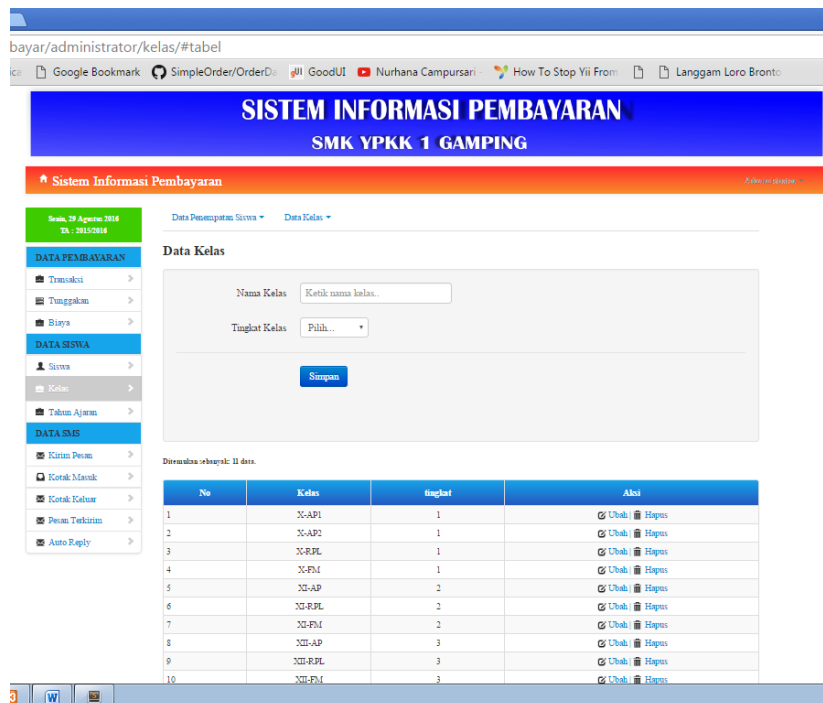 bayar/administrator/kelas/#tabel
Google Bookmark SimpleOrder/OrderDa GoodUI Nurhana Campursari - How To Stop Yii From Langgam Loro Bronto
SISTEM INFORMASI PEMBAYARAN
SMK YPKK 1 GAMPING
Sistem Informasi Pembayaran
Senin, 29 Agustus 2016
TA : 2015/2016
Data Penempatan Siswa Data Kelas
DATA PEMBAYARAN
Transaksi
Tunggakan
Biaya
DATA SISWA
Siswa
Kelas
Tahun Ajaran
DATA SMS
Kirim Pesan
Kotak Masuk
Kotak Keluar
Pesan Terkirim
Auto Reply
Data Kelas
Nama Kelas Ketik nama kelas..
Tingkat Kelas Pilih...
Simpan
Ditemukan sebanyak: 11 data.
No Kelas tingkat Aksi
1 X-AP1 1 Ubah | Hapus
2 X-AP2 1 Ubah | Hapus
3 X-RPL 1 Ubah | Hapus
4 X-FM 1 Ubah | Hapus
5 XI-AP 2 Ubah | Hapus
6 XI-RPL 2 Ubah | Hapus
7 XI-FM 2 Ubah | Hapus
8 XII-AP 3 Ubah | Hapus
9 XII-RPL 3 Ubah | Hapus
10 XII-FM 3 Ubah | Hapus